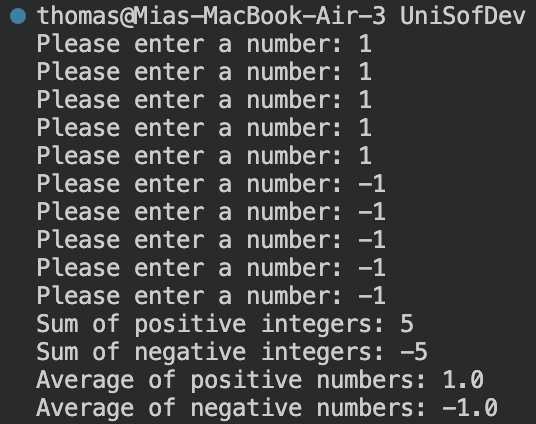 thomas@Mias-MacBook-Air-3 UniSofDev
Please enter a number: 1
Please enter a number: 1
Please enter a number: 1
Please enter a number: 1
Please enter a number: 1
Please enter a number: -1
Please enter a number: -1
Please enter a number: -1
Please enter a number: -1
Please enter a number: -1
Sum of positive integers: 5
Sum of negative integers: -5
Average of positive numbers: 1.0
Average of negative numbers: -1.0